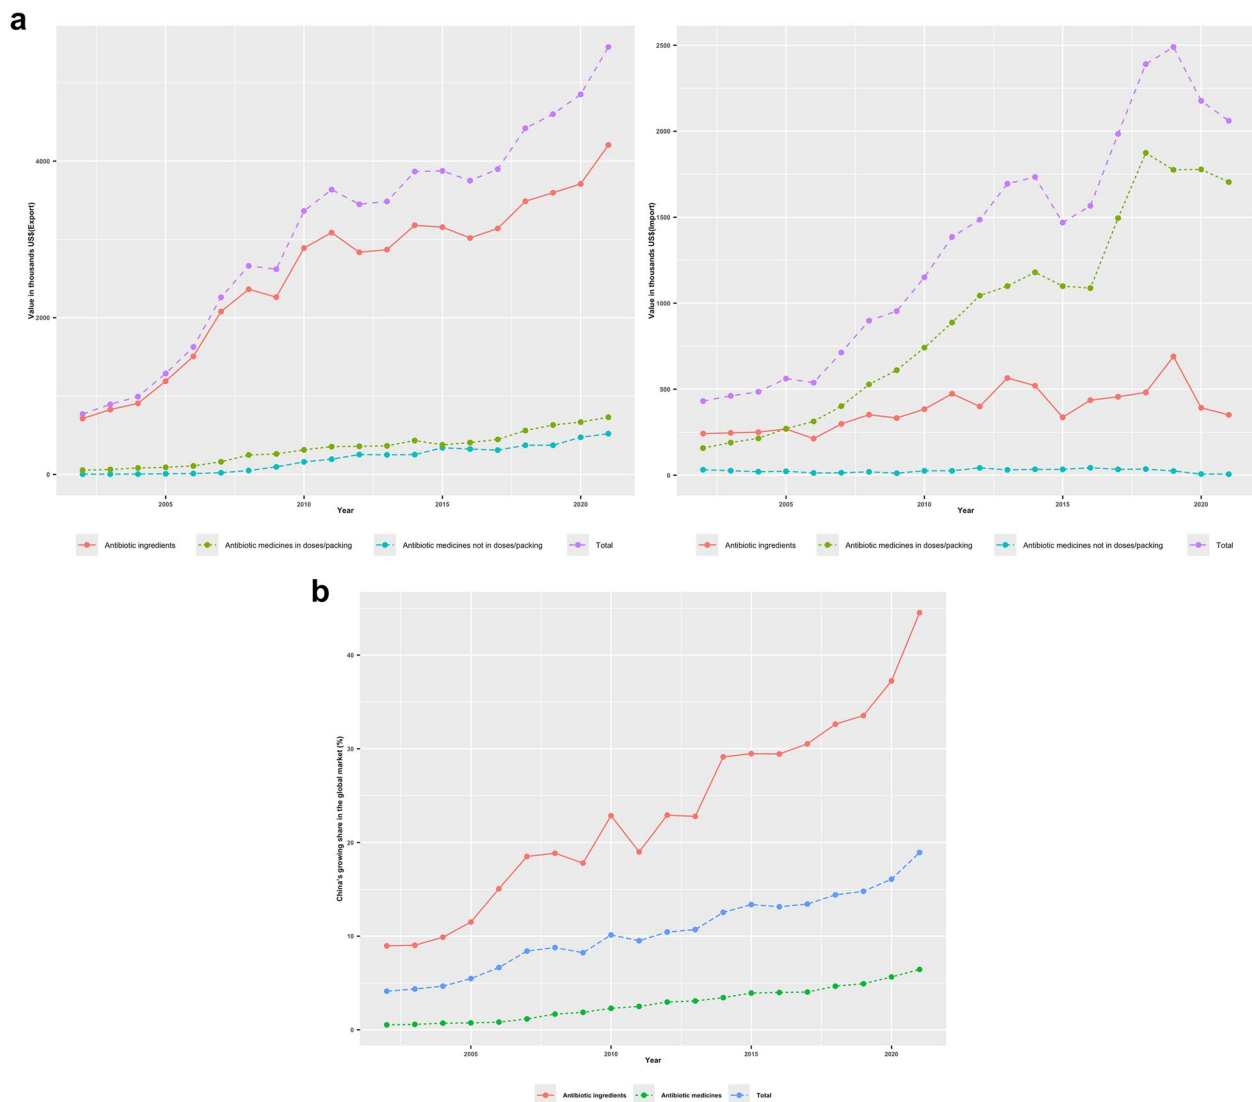 a
Value in thousands US$(Export)
4000
2000
0
2005
2010
2015
2020
Year
Antibiotic ingredients
Antibiotic medicines in doses/packing
Antibiotic medicines not in doses/packing
Total
Value in thousands US$(Import)
2500
2000
1500
1000
500
0
2005
2010
2015
2020
Year
Antibiotic ingredients
Antibiotic medicines in doses/packing
Antibiotic medicines not in doses/packing
Total
b
China's growing share in the global market (%)
40
30
20
10
0
2005
2010
2015
2020
Year
Antibiotic ingredients
Antibiotic medicines
Total